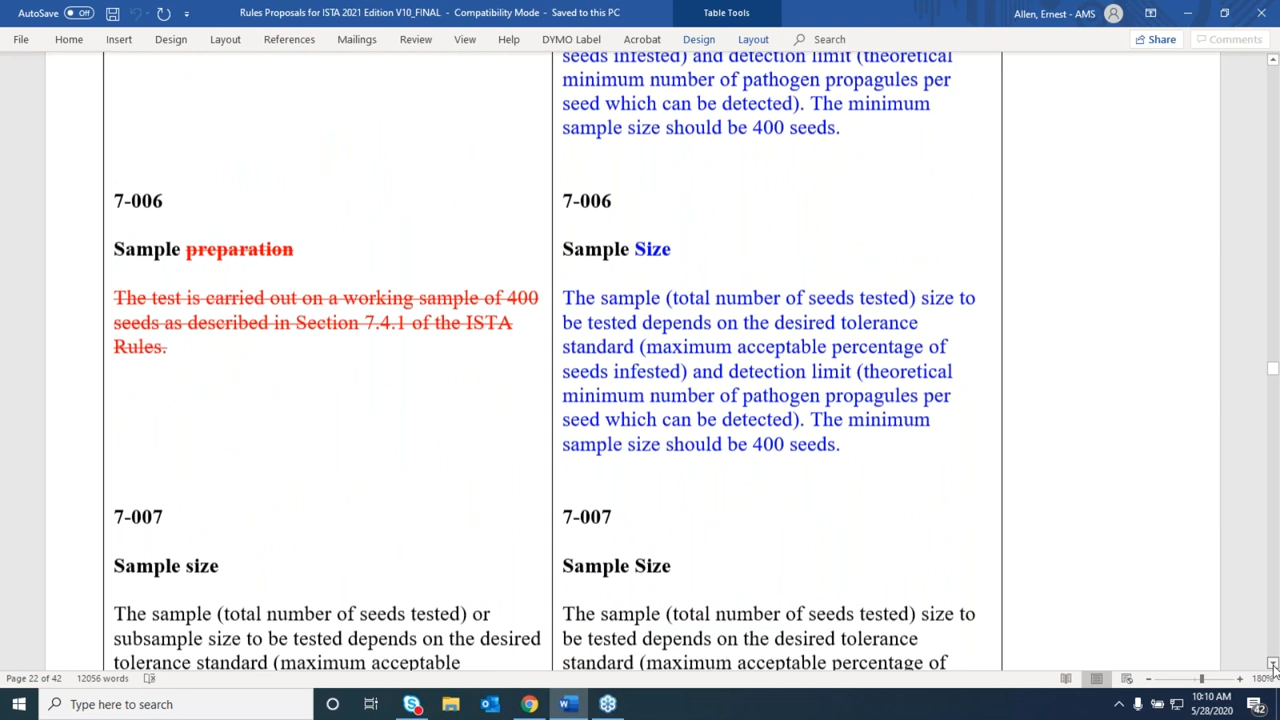 AutoSave Off
Rules Proposals for ISTA 2021 Edition V10_FINAL - Compatibility Mode - Saved to this PC
Table Tools
Allen, Ernest - AMS
File Home Insert Design Layout References Mailings Review View Help DYMO Label Acrobat Design Layout Search Share Comments
seeds infested) and detection limit (theoretical
minimum number of pathogen propagules per
seed which can be detected). The minimum
sample size should be 400 seeds.
7-006
Sample preparation
The test is carried out on a working sample of 400
seeds as described in Section 7.4.1 of the ISTA
Rules.
7-007
Sample size
The sample (total number of seeds tested) or
subsample size to be tested depends on the desired
tolerance standard (maximum acceptable
7-006
Sample Size
The sample (total number of seeds tested) size to
be tested depends on the desired tolerance
standard (maximum acceptable percentage of
seeds infested) and detection limit (theoretical
minimum number of pathogen propagules per
seed which can be detected). The minimum
sample size should be 400 seeds.
7-007
Sample Size
The sample (total number of seeds tested) size to
be tested depends on the desired tolerance
standard (maximum acceptable percentage of
Page 22 of 42 12056 words
180%
Type here to search
10:10 AM
5/28/2020
42